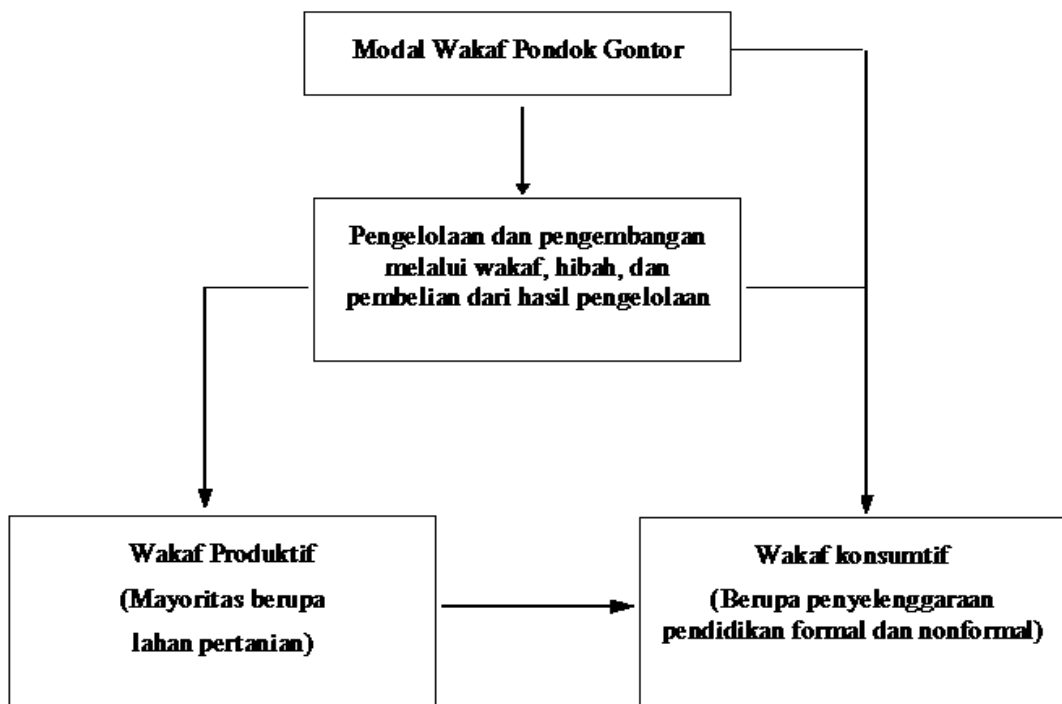 Modal Wakaf Pondok Gontor
Pengelolaan dan pengembangan
melalui wakaf, hibah, dan
pembelian dari hasil pengelolaan
Wakaf Produktif
(Mayoritas berupa
lahan pertanian)
Wakaf konsumtif
(Berupa penyelenggaraan
pendidikan formal dan nonformal)